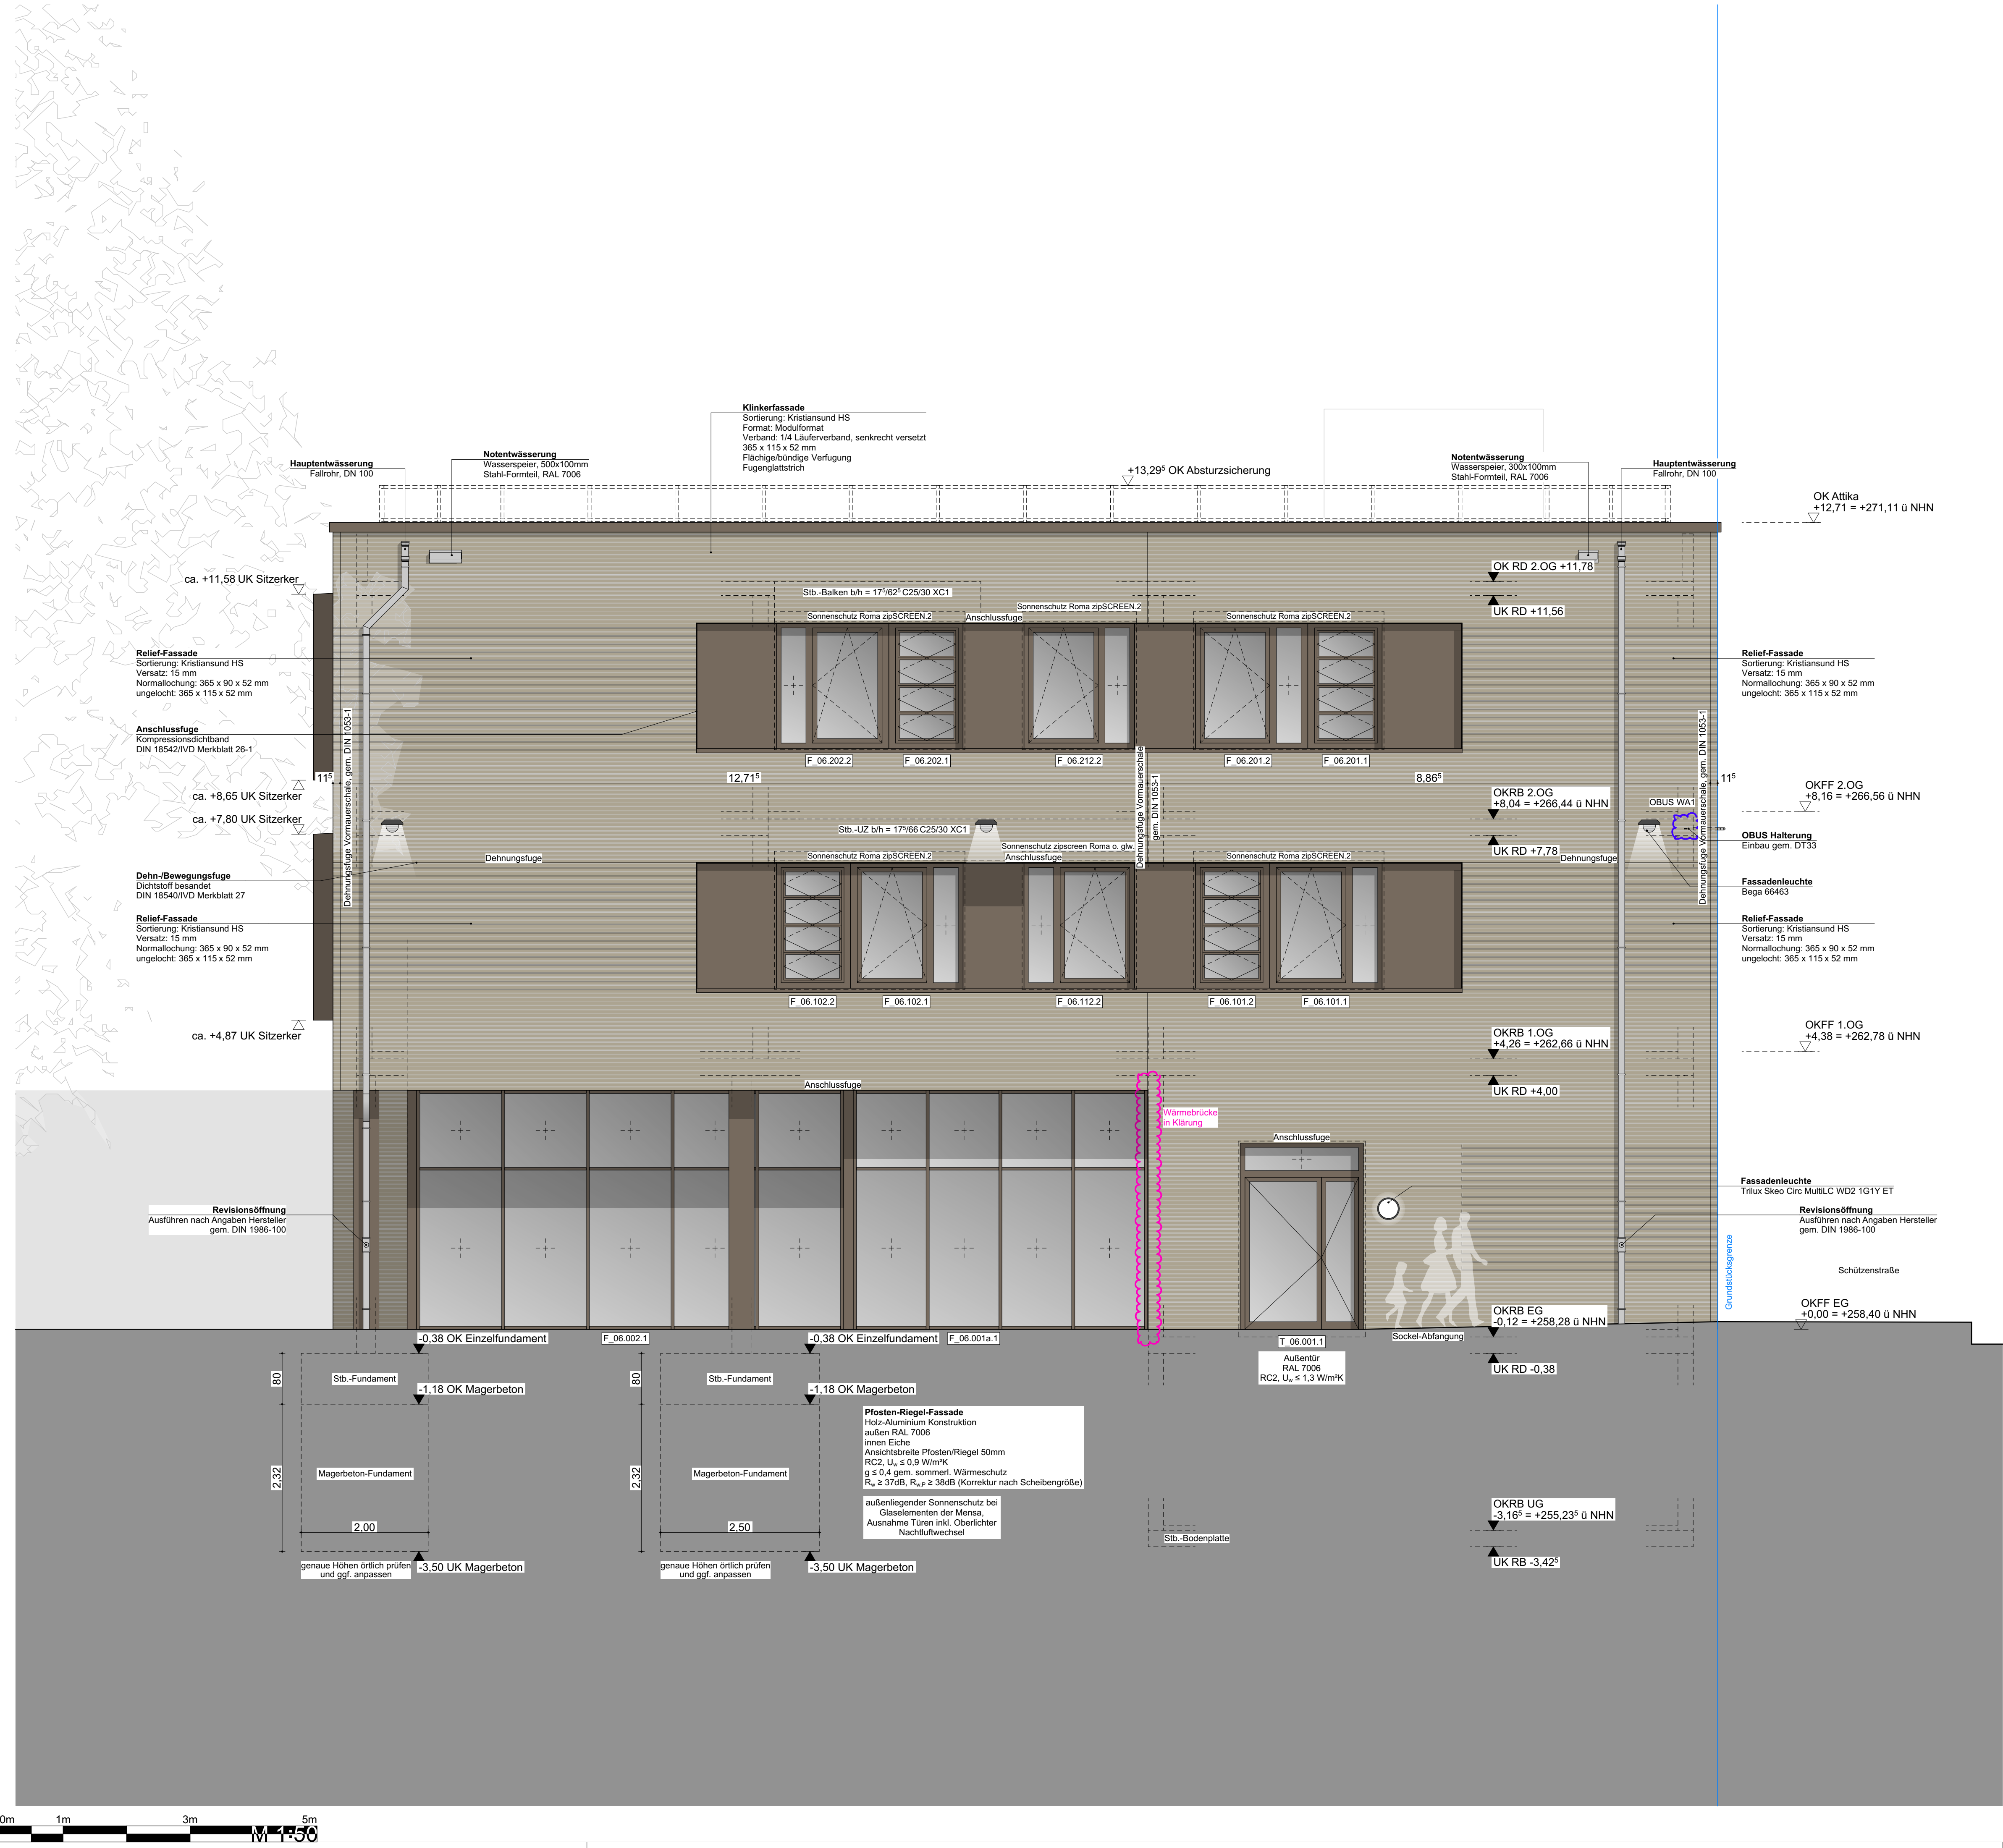 Klinkerfassade
Sortierung: Kristiansund HS
Format: Modulformat
Verband: 1/4 Läuferverband, senkrecht versetzt
365 x 115 x 52 mm
Flächige/bündige Verfugung
Fugenglattstrich
Hauptentwässerung
Fallrohr, DN 100
Notentwässerung
Wasserspeier, 500x100mm
Stahl-Formteil, RAL 7006
+13,29⁵ OK Absturzsicherung
Notentwässerung
Wasserspeier, 300x100mm
Stahl-Formteil, RAL 7006
Hauptentwässerung
Fallrohr, DN 100
OK Attika
+12,71 = +271,11 ü NHN
ca. +11,58 UK Sitzerker
OK RD 2.OG +11,78
UK RD +11,56
Stb.-Balken b/h = 17⁵/62⁵ C25/30 XC1
Sonnenschutz Roma zipSCREEN.2
Sonnenschutz Roma zipSCREEN.2
Anschlussfuge
Sonnenschutz Roma zipSCREEN.2
Relief-Fassade
Sortierung: Kristiansund HS
Versatz: 15 mm
Normallochung: 365 x 90 x 52 mm
ungelocht: 365 x 115 x 52 mm
Relief-Fassade
Sortierung: Kristiansund HS
Versatz: 15 mm
Normallochung: 365 x 90 x 52 mm
ungelocht: 365 x 115 x 52 mm
Anschlussfuge
Kompressionsdichtband
DIN 18542/IVD Merkblatt 26-1
Dehnungsfuge Vormauerschale, gem. DIN 1053-1
Dehnungsfuge Vormauerschale
gem. DIN 1053-1
Dehnungsfuge Vormauerschale, gem. DIN 1053-1
F_06.202.2
F_06.202.1
F_06.212.2
F_06.201.2
F_06.201.1
11⁵
12,71⁵
8,86⁵
11⁵
ca. +8,65 UK Sitzerker
ca. +7,80 UK Sitzerker
OKRB 2.OG
+8,04 = +266,44 ü NHN
OBUS WA1
OKFF 2.OG
+8,16 = +266,56 ü NHN
Stb.-UZ b/h = 17⁵/66 C25/30 XC1
UK RD +7,78
OBUS Halterung
Einbau gem. DT33
Dehnungsfuge
Sonnenschutz Roma zipSCREEN.2
Sonnenschutz zipscreen Roma o. glw.
Anschlussfuge
Sonnenschutz Roma zipSCREEN.2
Dehnungsfuge
Dehn-/Bewegungsfuge
Dichtstoff besandet
DIN 18540/IVD Merkblatt 27
Fassadenleuchte
Bega 66463
Relief-Fassade
Sortierung: Kristiansund HS
Versatz: 15 mm
Normallochung: 365 x 90 x 52 mm
ungelocht: 365 x 115 x 52 mm
Relief-Fassade
Sortierung: Kristiansund HS
Versatz: 15 mm
Normallochung: 365 x 90 x 52 mm
ungelocht: 365 x 115 x 52 mm
F_06.102.2
F_06.102.1
F_06.112.2
F_06.101.2
F_06.101.1
ca. +4,87 UK Sitzerker
OKRB 1.OG
+4,26 = +262,66 ü NHN
OKFF 1.OG
+4,38 = +262,78 ü NHN
Anschlussfuge
UK RD +4,00
Wärmebrücke
in Klärung
Anschlussfuge
Fassadenleuchte
Trilux Skeo Circ MultiLC WD2 1G1Y ET
Revisionsöffnung
Ausführen nach Angaben Hersteller
gem. DIN 1986-100
Revisionsöffnung
Ausführen nach Angaben Hersteller
gem. DIN 1986-100
Grundstücksgrenze
Schützenstraße
OKRB EG
-0,12 = +258,28 ü NHN
OKFF EG
+0,00 = +258,40 ü NHN
-0,38 OK Einzelfundament
F_06.002.1
-0,38 OK Einzelfundament
F_06.001a.1
T_06.001.1
Sockel-Abfangung
Außentür
RAL 7006
RC2, Uw ≤ 1,3 W/m²K
UK RD -0,38
80
Stb.-Fundament
-1,18 OK Magerbeton
80
Stb.-Fundament
-1,18 OK Magerbeton
Pfosten-Riegel-Fassade
Holz-Aluminium Konstruktion
außen RAL 7006
innen Eiche
Ansichtsbreite Pfosten/Riegel 50mm
RC2, Uw ≤ 0,9 W/m²K
g ≤ 0,4 gem. sommerl. Wärmeschutz
Rw ≥ 37dB, Rw,P ≥ 38dB (Korrektur nach Scheibengröße)
2,32
Magerbeton-Fundament
2,32
Magerbeton-Fundament
außenliegender Sonnenschutz bei
Glaselementen der Mensa,
Ausnahme Türen inkl. Oberlichter
Nachtluftwechsel
2,00
2,50
OKRB UG
-3,16⁵ = +255,23⁵ ü NHN
Stb.-Bodenplatte
UK RB -3,42⁵
genaue Höhen örtlich prüfen
und ggf. anpassen
-3,50 UK Magerbeton
genaue Höhen örtlich prüfen
und ggf. anpassen
-3,50 UK Magerbeton
0m 1m 3m 5m
M 1:50